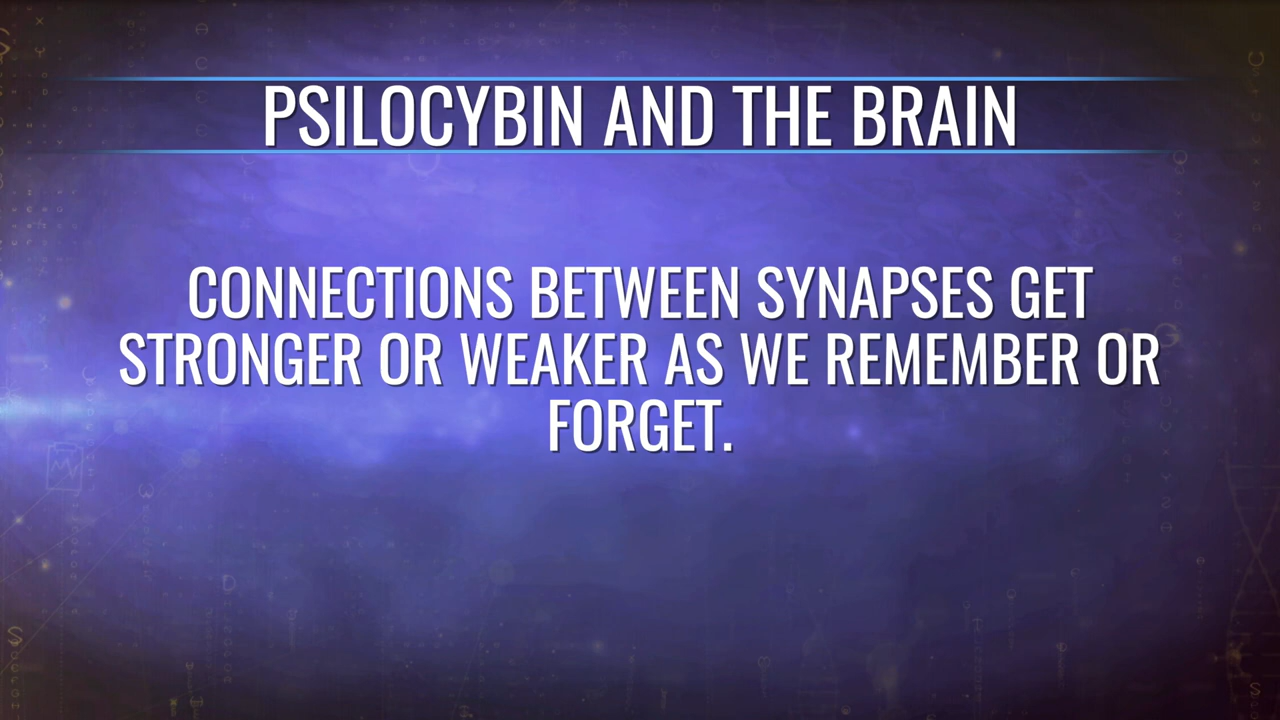 PSILOCYBIN AND THE BRAIN
CONNECTIONS BETWEEN SYNAPSES GET
STRONGER OR WEAKER AS WE REMEMBER OR
FORGET.